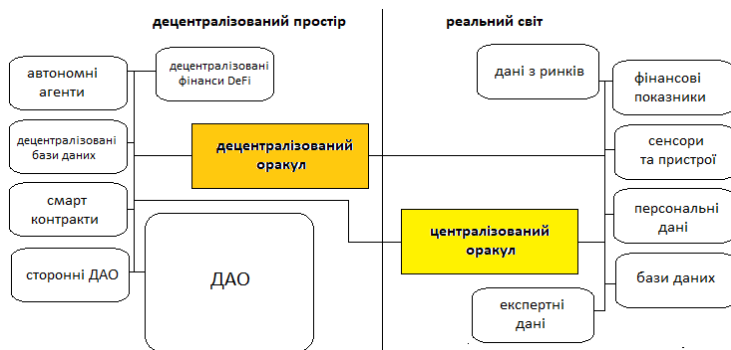 децентралізований простір
реальний світ
автономні
агенти
децентралізовані
фінанси DeFi
дані з ринків
фінансові
показники
децентралізовані
бази даних
децентралізований
оракул
сенсори
та пристрої
смарт
контракти
централізований
оракул
персональні
дані
сторонні ДАО
ДАО
бази даних
експертні
дані